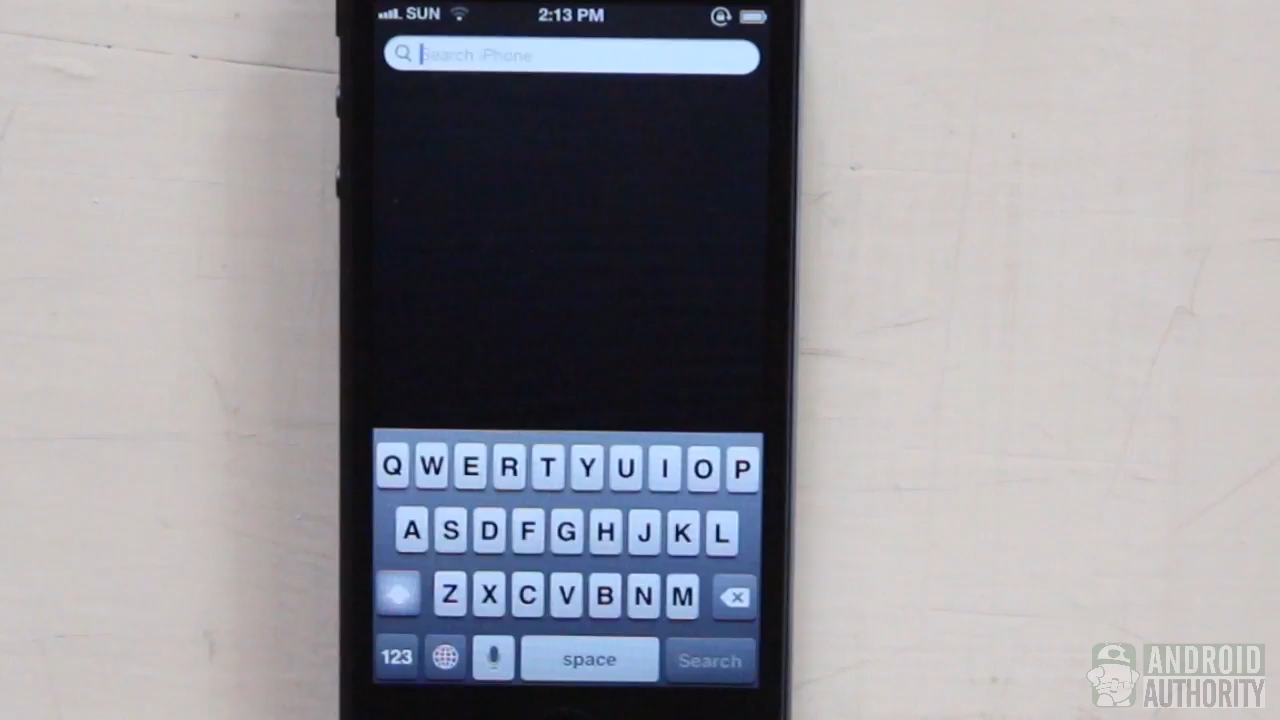 SUN 2:13 PM
Search iPhone
Q W E R T Y U I O P
A S D F G H J K L
Z X C V B N M
123 space Search
ANDROID
AUTHORITY